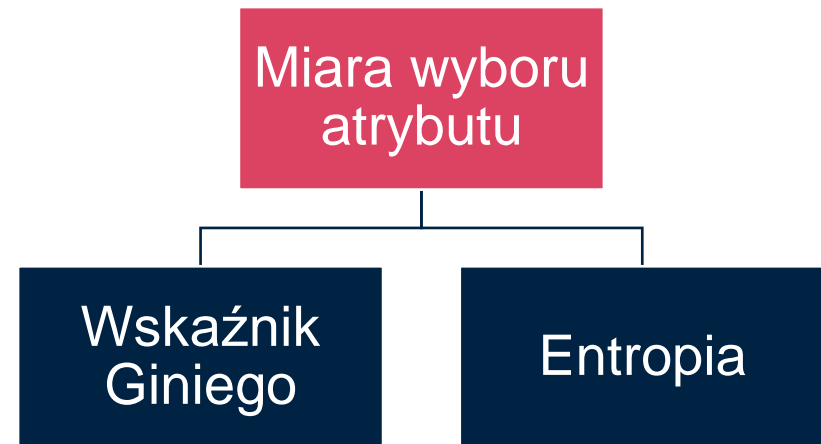 Miara wyboru
atrybutu
Wskaźnik
Giniego
Entropia